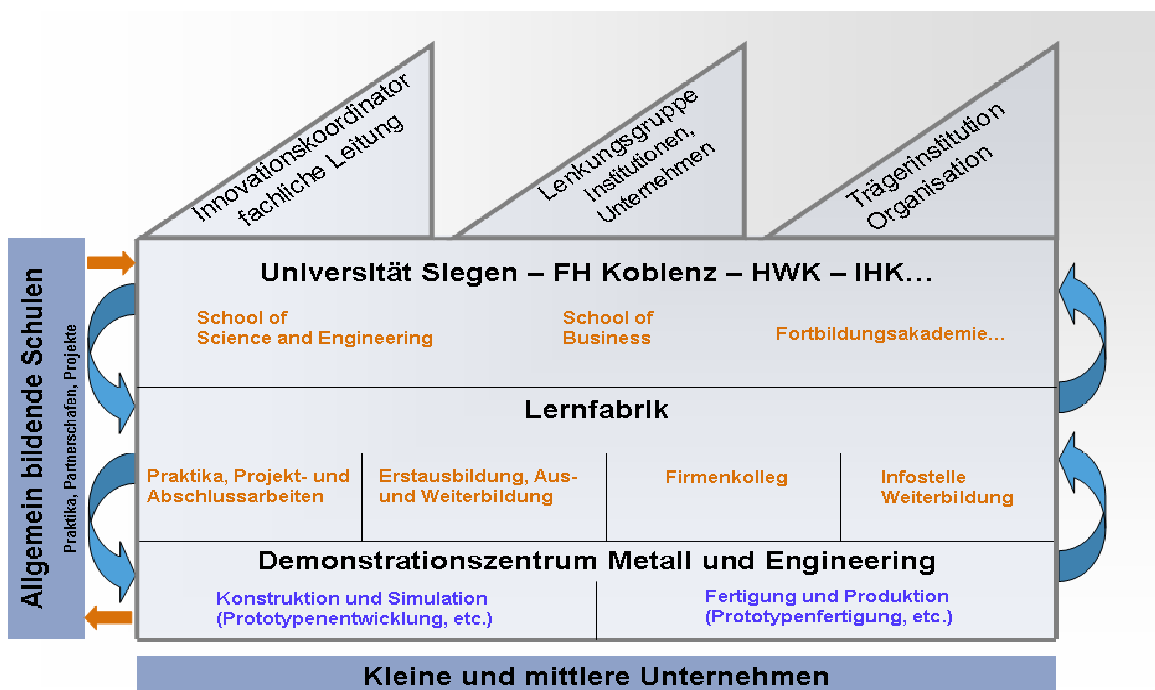 Innovationskoordinator
fachliche Leitung
Lenkungsgruppe
Institutionen,
Unternehmen
Trägerinstitution
Organisation
Allgemein bildende Schulen
Praktika, Partnerschafen, Projekte
Universität Siegen – FH Koblenz – HWK – IHK…
School of
Science and Engineering
School of
Business
Fortbildungsakademie…
Lernfabrik
Praktika, Projekt- und
Abschlussarbeiten
Erstausbildung, Aus-
und Weiterbildung
Firmenkolleg
Infostelle
Weiterbildung
Demonstrationszentrum Metall und Engineering
Konstruktion und Simulation
(Prototypenentwicklung, etc.)
Fertigung und Produktion
(Prototypenfertigung, etc.)
Kleine und mittlere Unternehmen